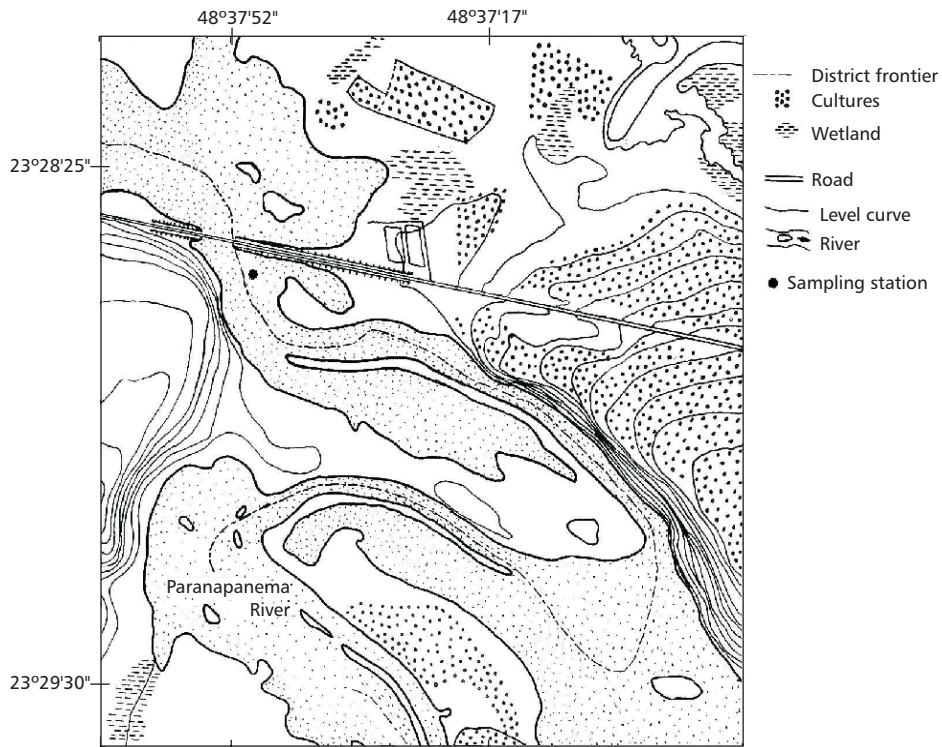 48°37'52"
48°37'17"
23°28'25"
23°29'30"
Paranapanema
River
District frontier
Cultures
Wetland
Road
Level curve
River
Sampling station